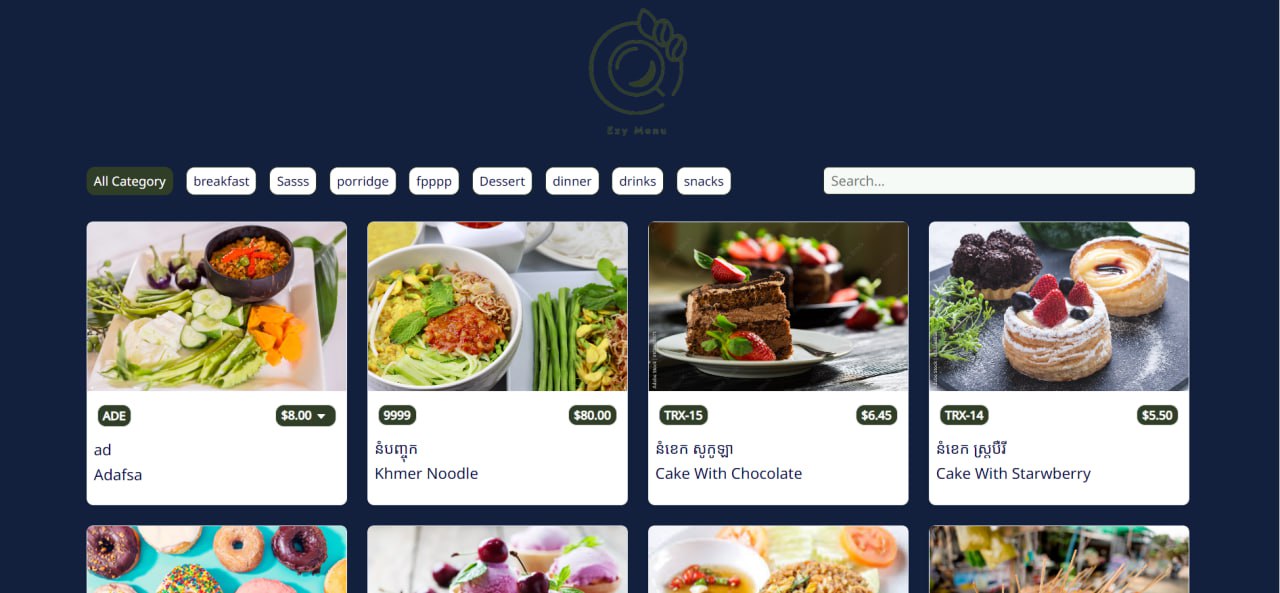 Ezy Menu
All Category breakfast Sasss porridge fpppp Dessert dinner drinks snacks Search...
ADE $8.00
ad
Adafsa
9999 $80.00
នំបញ្ចុក
Khmer Noodle
TRX-15 $6.45
នំខេក សូកូឡា
Cake With Chocolate
TRX-14 $5.50
នំខេក ស្ត្របឺរី
Cake With Starwberry